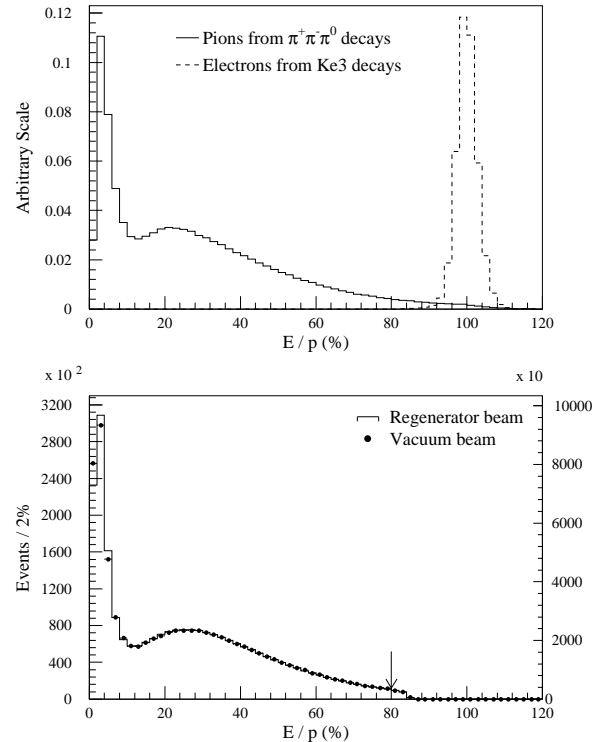 Pions from π⁺π⁻π⁰ decays
Electrons from Ke3 decays
Arbitrary Scale
0.12
0.1
0.08
0.06
0.04
0.02
0
0 20 40 60 80 100 120
E / p (%)
x 10²
x 10
Regenerator beam
Vacuum beam
Events / 2%
3200
2800
2400
2000
1600
1200
800
400
0
10000
8000
6000
4000
2000
0
0 20 40 60 80 100 120
E / p (%)